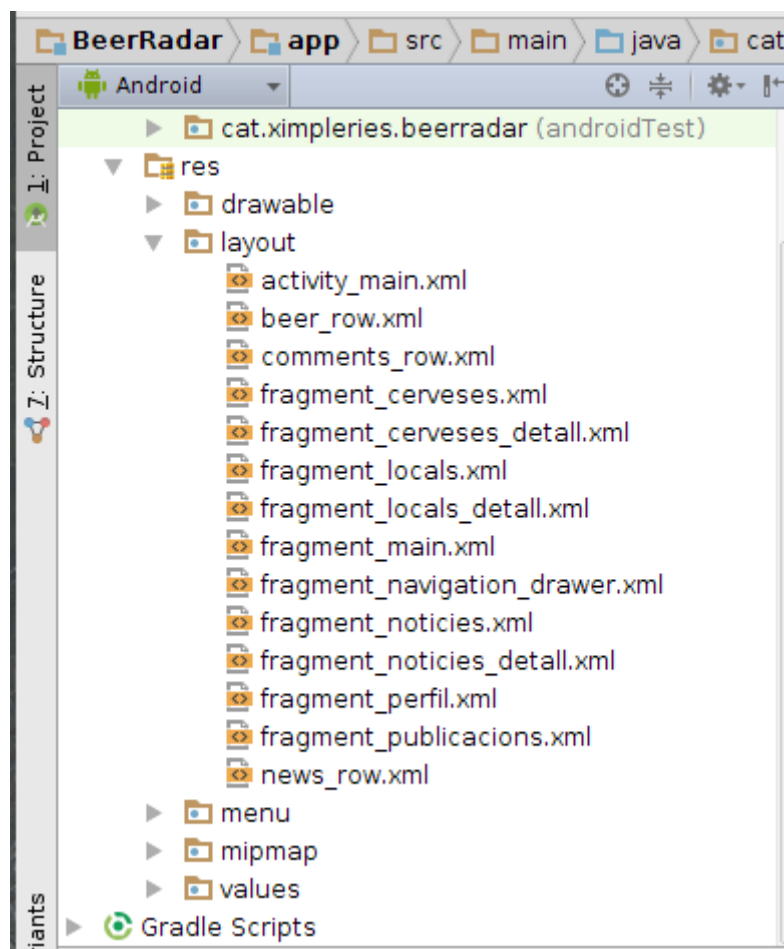 BeerRadar app src main java cat
Android
1: Project
cat.ximpleries.beerradar (androidTest)
res
drawable
layout
activity_main.xml
beer_row.xml
7: Structure
comments_row.xml
fragment_cerveses.xml
fragment_cerveses_detall.xml
fragment_locals.xml
fragment_locals_detall.xml
fragment_main.xml
fragment_navigation_drawer.xml
fragment_noticies.xml
fragment_noticies_detall.xml
fragment_perfil.xml
fragment_publicacions.xml
news_row.xml
menu
mipmap
values
iants
Gradle Scripts